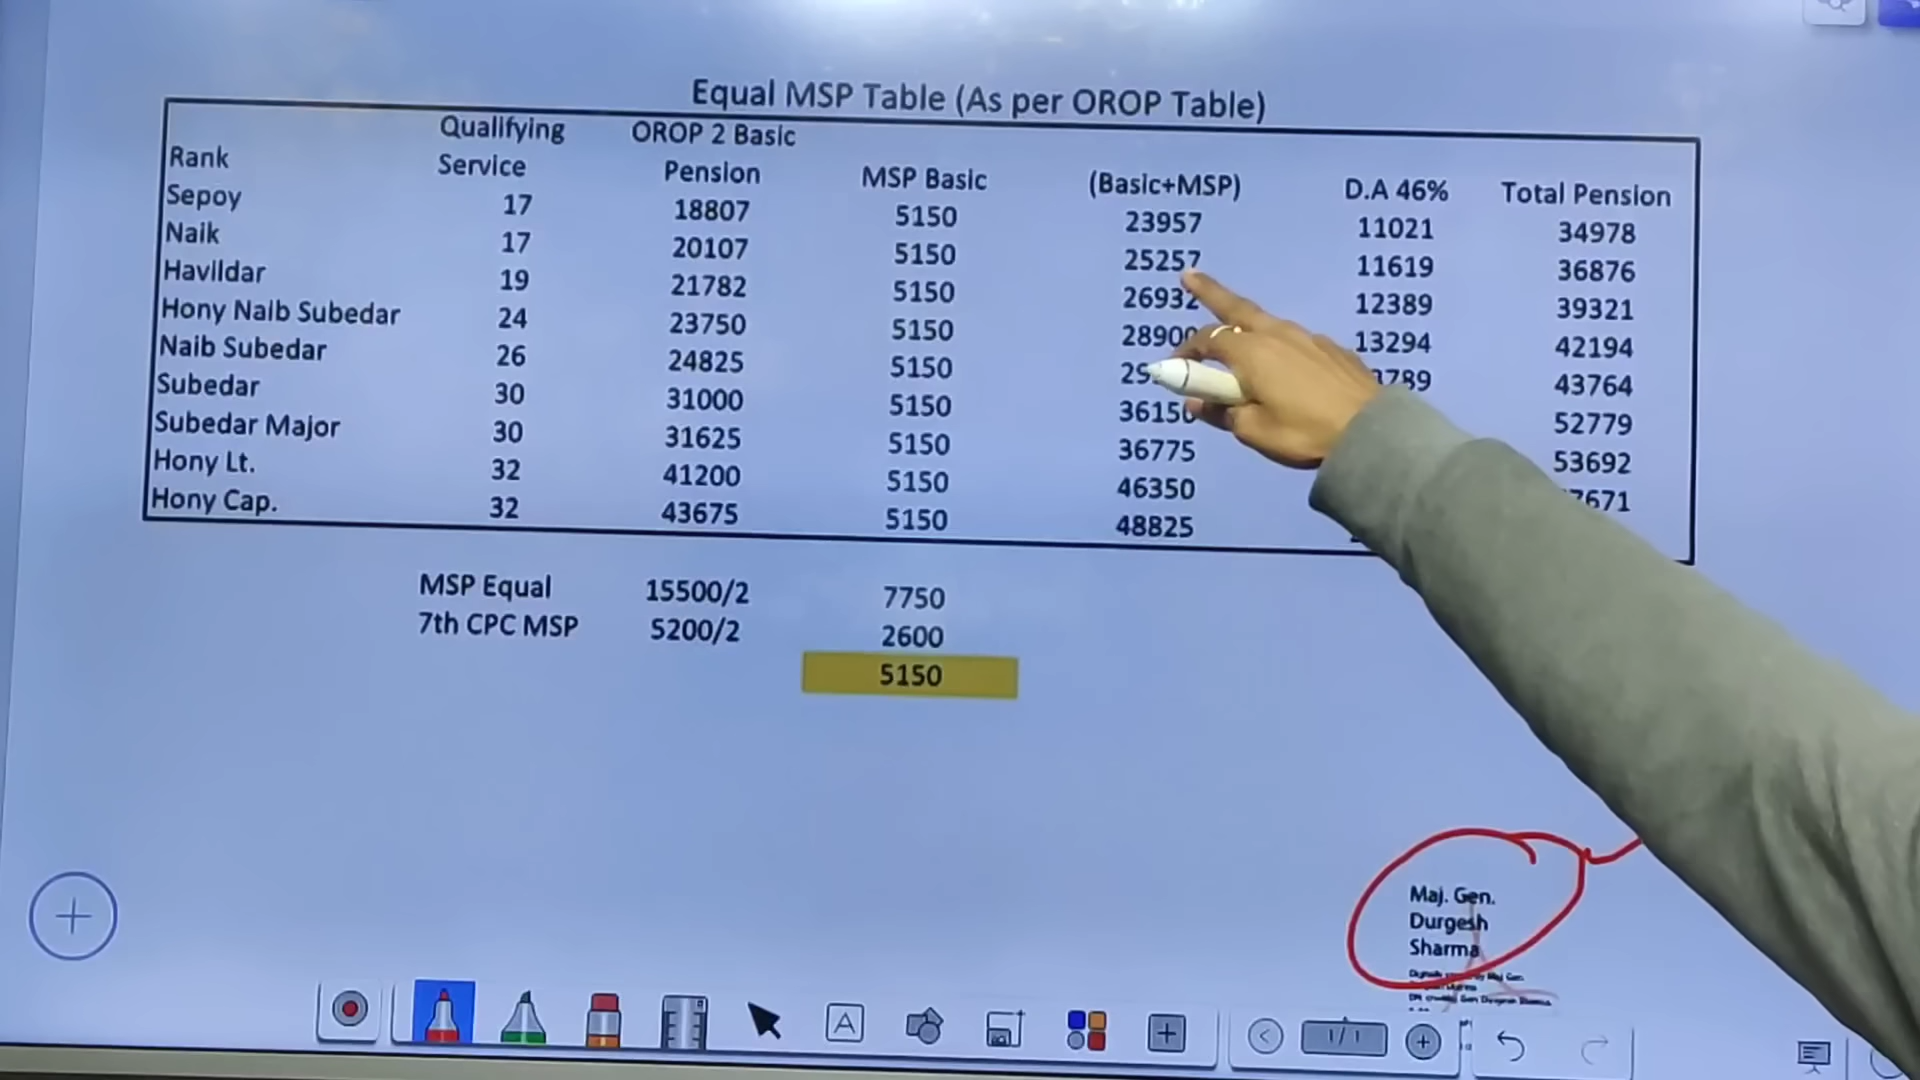 Equal MSP Table (As per OROP Table)
Rank Qualifying Service OROP 2 Basic Pension MSP Basic (Basic+MSP) D.A 46% Total Pension
Sepoy 17 18807 5150 23957 11021 34978
Naik 17 20107 5150 25257 11619 36876
Havildar 19 21782 5150 26932 12389 39321
Hony Naib Subedar 24 23750 5150 28900 13294 42194
Naib Subedar 26 24825 5150 43764
Subedar 30 31000 5150 36150 52779
Subedar Major 30 31625 5150 36775 53692
Hony Lt. 32 41200 5150 46350
Hony Cap. 32 43675 5150 48825
MSP Equal 15500/2 7750
7th CPC MSP 5200/2 2600
5150
Maj. Gen.
Durgesh
Sharma
A
1/1